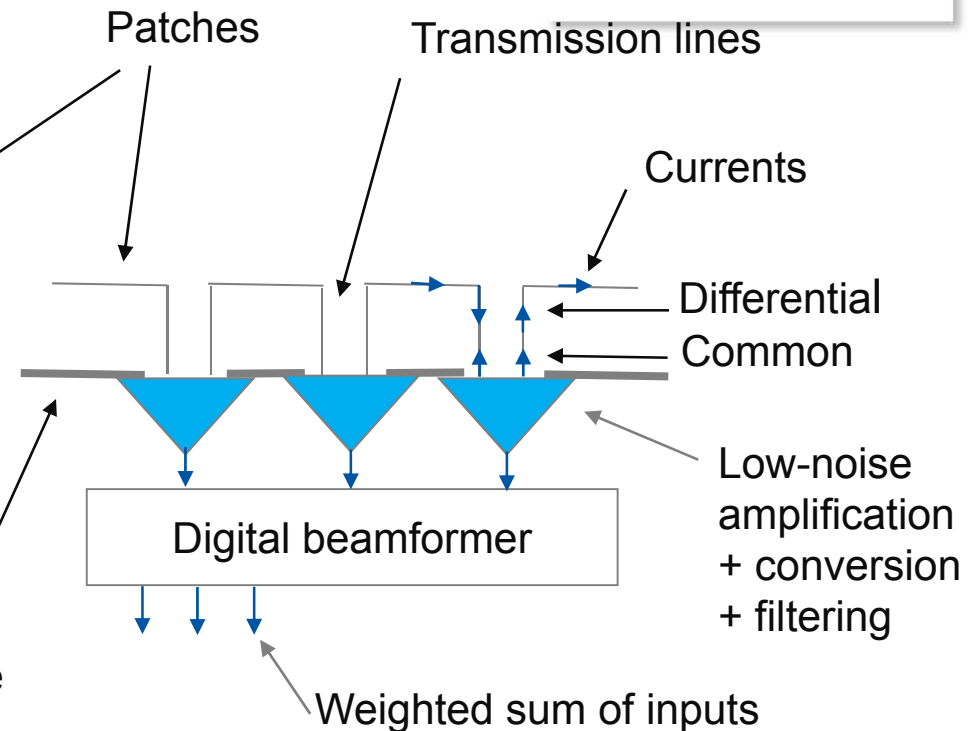 Patches
Transmission lines
Currents
Differential
Common
Low-noise
amplification
+ conversion
+ filtering
Digital beamformer
Weighted sum of inputs